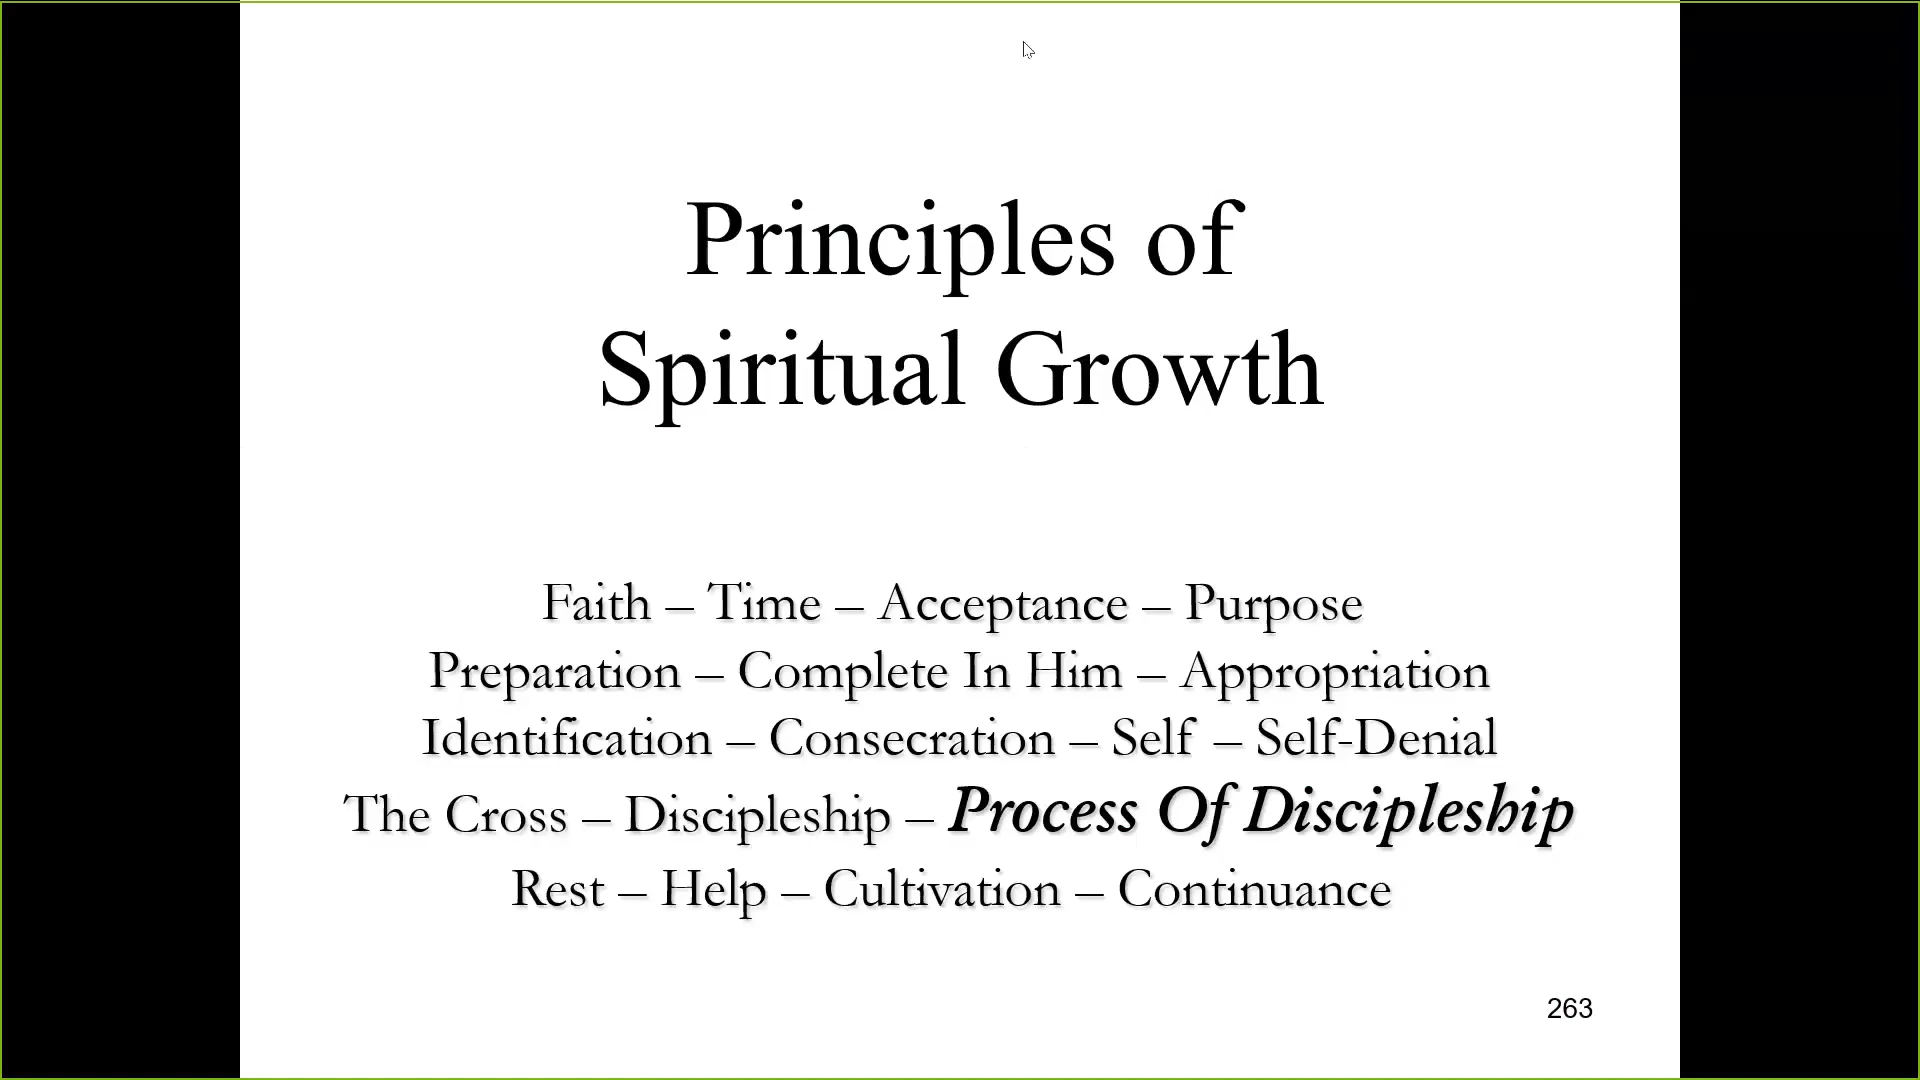 Principles of
Spiritual Growth
Faith – Time – Acceptance – Purpose
Preparation – Complete In Him – Appropriation
Identification – Consecration – Self – Self-Denial
The Cross – Discipleship – Process Of Discipleship
Rest – Help – Cultivation – Continuance
263